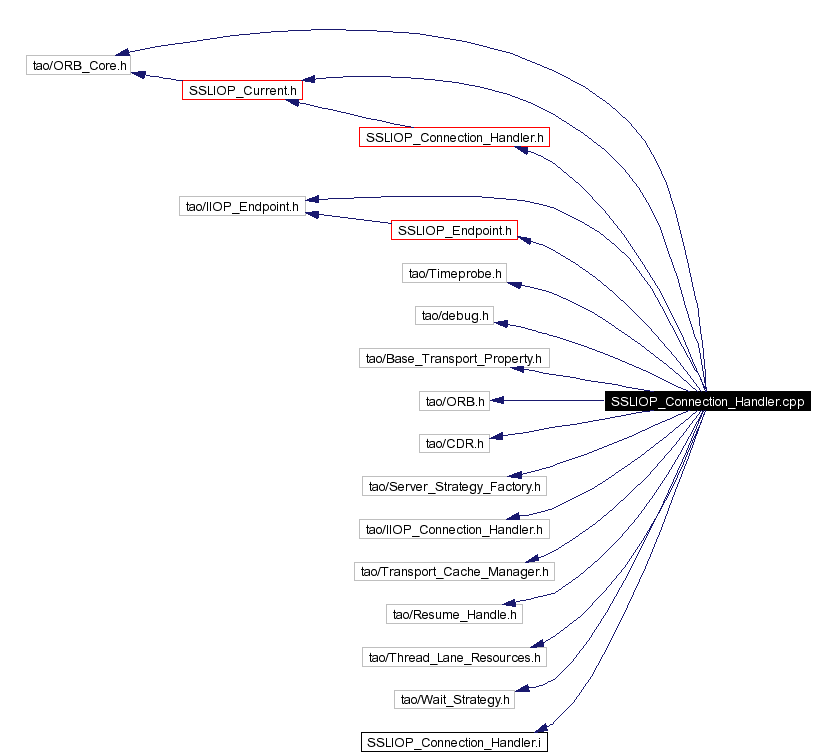 tao/ORB_Core.h
SSLIOP_Current.h
SSLIOP_Connection_Handler.h
tao/IIOP_Endpoint.h
SSLIOP_Endpoint.h
tao/Timeprobe.h
tao/debug.h
tao/Base_Transport_Property.h
tao/ORB.h
SSLIOP_Connection_Handler.cpp
tao/CDR.h
tao/Server_Strategy_Factory.h
tao/IIOP_Connection_Handler.h
tao/Transport_Cache_Manager.h
tao/Resume_Handle.h
tao/Thread_Lane_Resources.h
tao/Wait_Strategy.h
SSLIOP_Connection_Handler.i